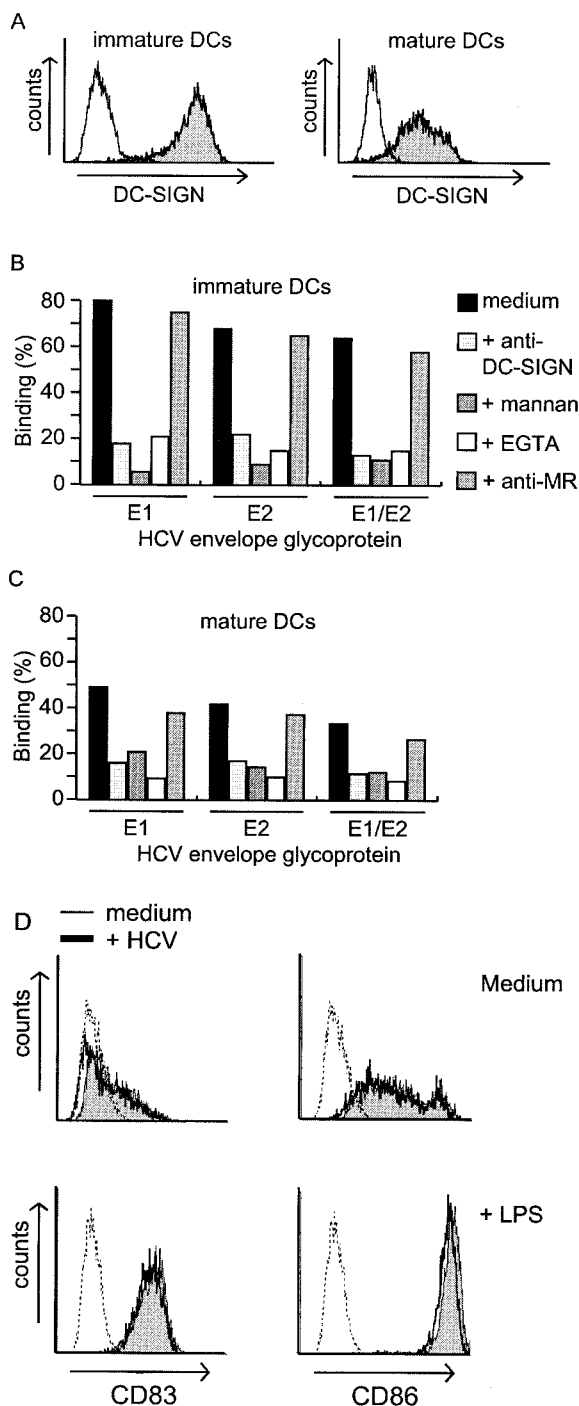 A
immature DCs
mature DCs
counts
counts
DC-SIGN
DC-SIGN
B
immature DCs
80
60
40
20
0
Binding (%)
E1
E2
E1/E2
HCV envelope glycoprotein
medium
+ anti-
DC-SIGN
+ mannan
+ EGTA
+ anti-MR
C
mature DCs
80
60
40
20
0
Binding (%)
E1
E2
E1/E2
HCV envelope glycoprotein
D
medium
+ HCV
counts
Medium
counts
+ LPS
CD83
CD86